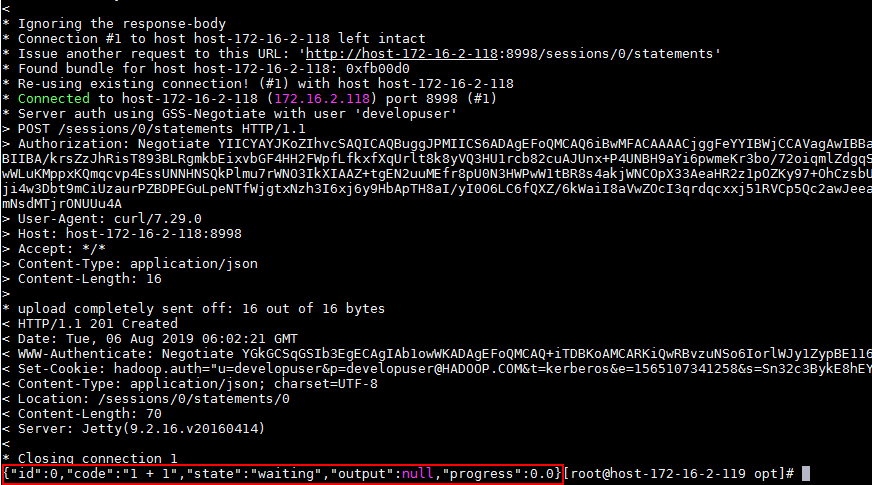 <
* Ignoring the response-body
* Connection #1 to host host-172-16-2-118 left intact
* Issue another request to this URL: 'http://host-172-16-2-118:8998/sessions/0/statements'
* Found bundle for host host-172-16-2-118: 0xfb00d0
* Re-using existing connection! (#1) with host host-172-16-2-118
* Connected to host-172-16-2-118 (172.16.2.118) port 8998 (#1)
* Server auth using GSS-Negotiate with user 'developuser'
> POST /sessions/0/statements HTTP/1.1
> Authorization: Negotiate YIICYAYJKoZIhvcSAQICAQBuggJPMIICS6ADAgEFoQMCAQ6iBwMFACAAAACjggFeYYIBWjCCAVagAwIBBa
BIIBA/krsZzJhRisT893BLRgmkbEixvbGF4HH2FWpfLfkxfXqUrlt8k8yVQ3HU1rcb82cuAJUnx+P4UNBH9aYi6pwmeKr3bo/72oiqmlZdgqS
wWLuKMppxKQmqcvp4EssUNNHNSQkPlmu7rWNO3IkXIAAZ+tgEN2uuMEfr8pU0N3HWPwW1tBR8s4akjWNCOpX33AeaHR2z1pOZKy97+OhCzsbU
ji4w3Dbt9mCiUzaurPZBDPEGuLpeNTfWjgtxNzh3I6xj6y9HbApTH8aI/yI0O6LC6fQXZ/6kWaiI8aVwZOcI3qrdqcxxj51RVCp5Qc2awJeea
mNsdMTjrONUUu4A
> User-Agent: curl/7.29.0
> Host: host-172-16-2-118:8998
> Accept: */*
> Content-Type: application/json
> Content-Length: 16
>
* upload completely sent off: 16 out of 16 bytes
< HTTP/1.1 201 Created
< Date: Tue, 06 Aug 2019 06:02:21 GMT
< WWW-Authenticate: Negotiate YGkGCSqGSIb3EgECAgIAb1owWKADAgEFoQMCAQ+iTDBKoAMCARKiQwRBvzuNSo6IorlWJy1ZypBE116
< Set-Cookie: hadoop.auth="u=developuser&p=developuser@HADOOP.COM&t=kerberos&e=1565107341258&s=Sn32c3BykE8hEY
< Content-Type: application/json; charset=UTF-8
< Location: /sessions/0/statements/0
< Content-Length: 70
< Server: Jetty(9.2.16.v20160414)
<
* Closing connection 1
{"id":0,"code":"1 + 1","state":"waiting","output":null,"progress":0.0}[root@host-172-16-2-119 opt]#